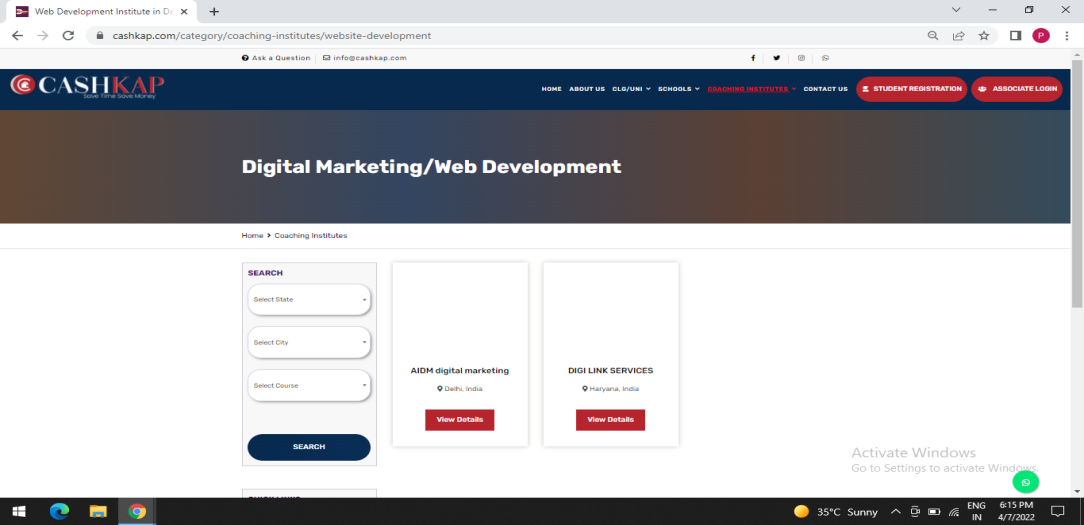 Web Development Institute in De
cashkap.com/category/coaching-institutes/website-development
P
Ask a Question
info@cashkap.com
CASHKAP
Save Time Save Money
HOME ABOUT US CLG/UNI SCHOOLS COACHING INSTITUTES CONTACT US STUDENT REGISTRATION ASSOCIATE LOGIN
Digital Marketing/Web Development
Home > Coaching Institutes
SEARCH
Select State
Select City
Select Course
SEARCH
AIDM digital marketing
Delhi, India
View Details
DIGI LINK SERVICES
Haryana, India
View Details
Activate Windows
Go to Settings to activate Windows.
35°C Sunny
ENG
IN
6:15 PM
4/7/2022